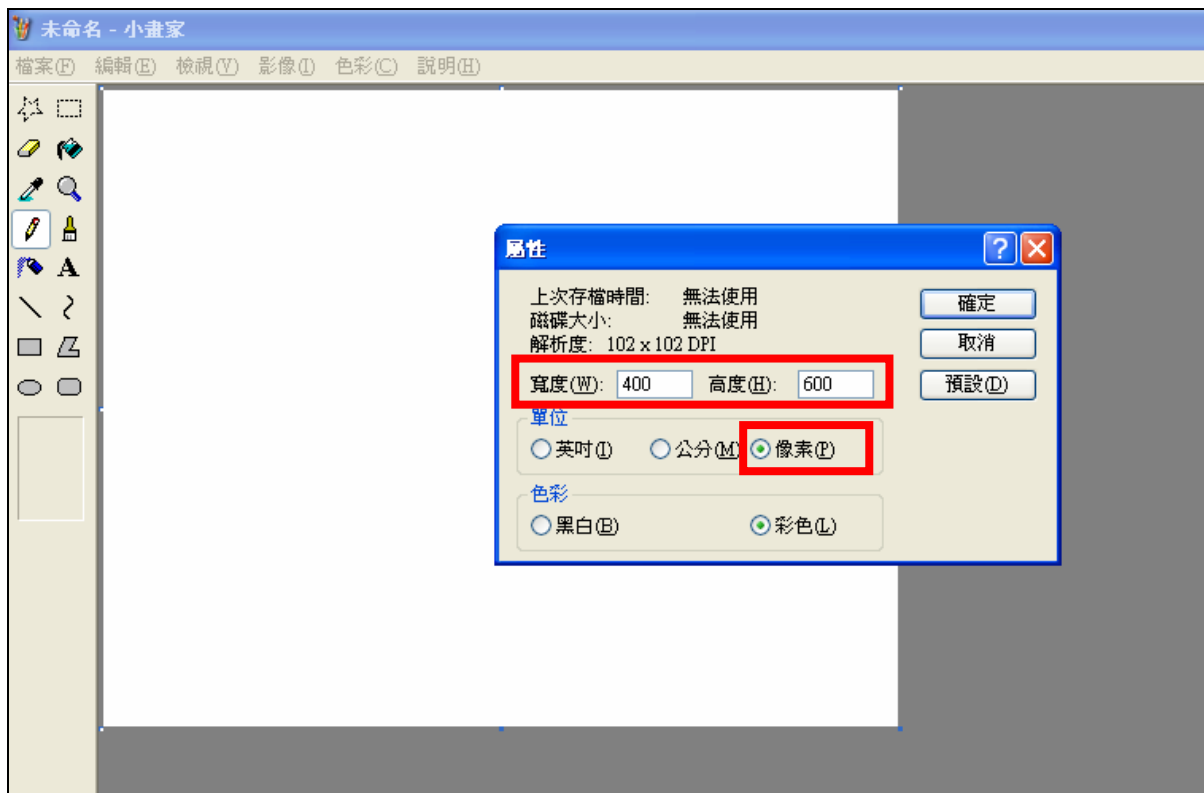 未命名 - 小畫家
檔案(F) 編輯(E) 檢視(V) 影像(I) 色彩(C) 說明(H)
A
屬性
上次存檔時間: 無法使用
磁碟大小: 無法使用
解析度: 102 x 102 DPI
寬度(W): 400 高度(H): 600
單位
英吋(I) 公分(M) 像素(P)
色彩
黑白(B) 彩色(L)
確定
取消
預設(D)